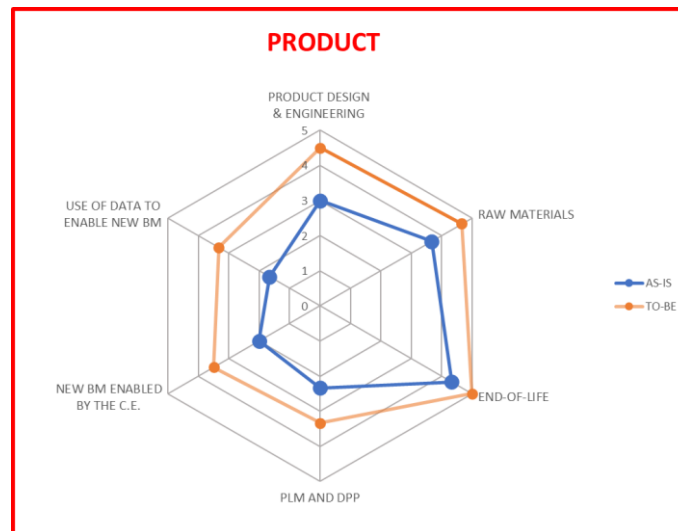 PRODUCT
PRODUCT DESIGN
& ENGINEERING
5
4
3
2
1
0
USE OF DATA TO
ENABLE NEW BM
RAW MATERIALS
AS-IS
TO-BE
NEW BM ENABLED
BY THE C.E.
END-OF-LIFE
PLM AND DPP